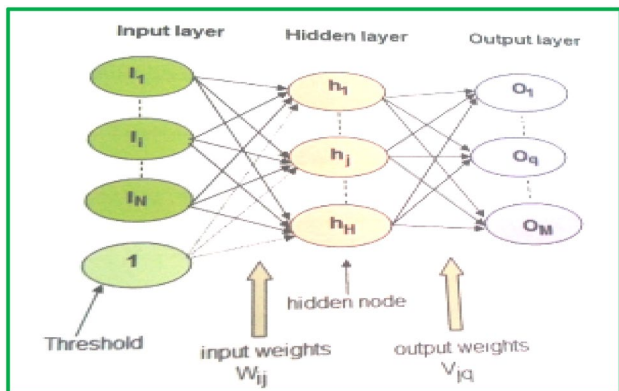 Input layer Hidden layer Output layer
I1 h1 O1
Ii hj Oq
IN hH OM
1
Threshold
hidden node
input weights output weights
Wij Vjq